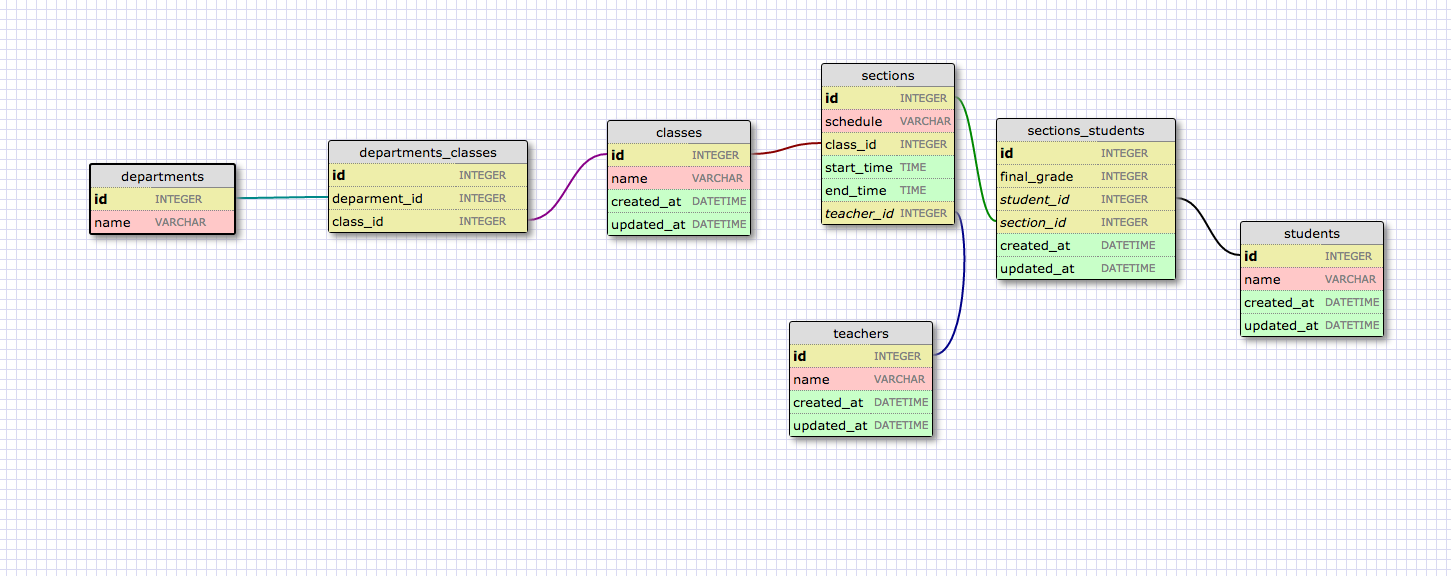 departments
id INTEGER
name VARCHAR
departments_classes
id INTEGER
deparment_id INTEGER
class_id INTEGER
classes
id INTEGER
name VARCHAR
created_at DATETIME
updated_at DATETIME
sections
id INTEGER
schedule VARCHAR
class_id INTEGER
start_time TIME
end_time TIME
teacher_id INTEGER
teachers
id INTEGER
name VARCHAR
created_at DATETIME
updated_at DATETIME
sections_students
id INTEGER
final_grade INTEGER
student_id INTEGER
section_id INTEGER
created_at DATETIME
updated_at DATETIME
students
id INTEGER
name VARCHAR
created_at DATETIME
updated_at DATETIME